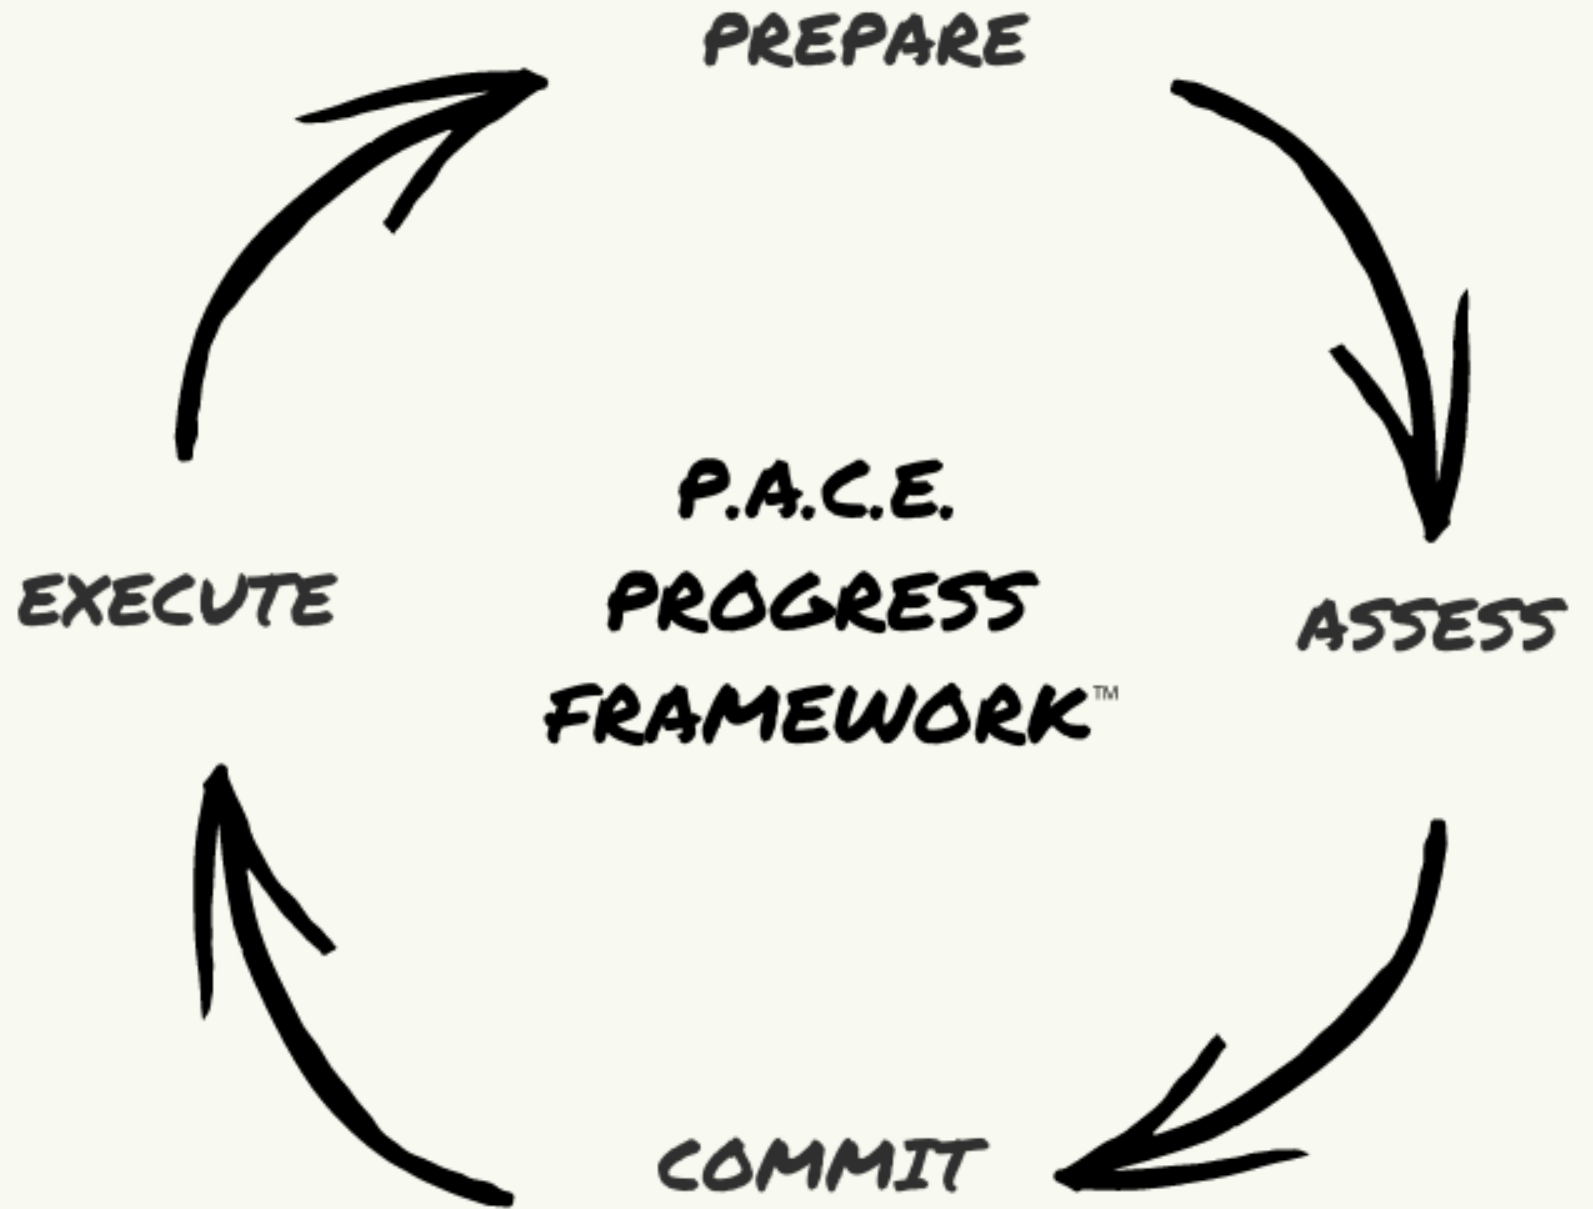 PREPARE
P.A.C.E.
PROGRESS
FRAMEWORK™
EXECUTE
ASSESS
COMMIT